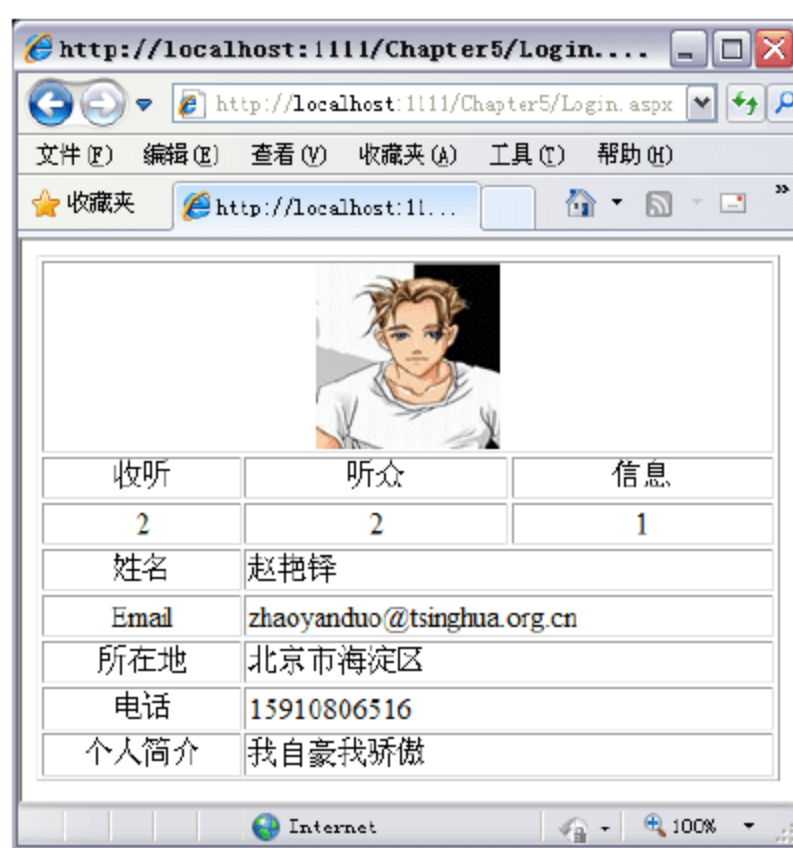 http://localhost:1111/Chapter5/Login....
http://localhost:1111/Chapter5/Login.aspx
文件(F) 编辑(E) 查看(V) 收藏夹(A) 工具(T) 帮助(H)
收藏夹 http://localhost:11... »
收听 听众 信息
2 2 1
姓名 赵艳铎
Email zhaoyanduo@tsinghua.org.cn
所在地 北京市海淀区
电话 15910806516
个人简介 我自豪我骄傲
Internet 100%